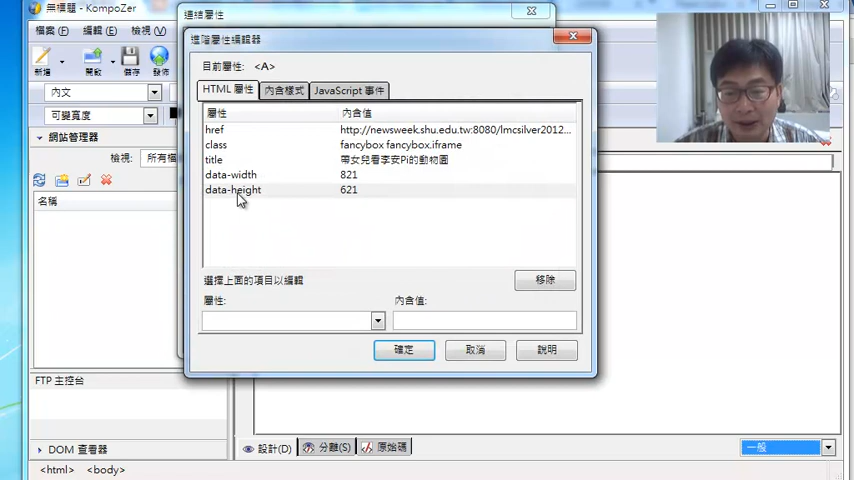 無標題 - KompoZer
連結屬性
檔案(F) 編輯(E) 檢視(V)
新增 開啟 儲存 發佈
內文
可變寬度
網站管理器
檢視: 所有檔
名稱
進階屬性編輯器
目前屬性: <A>
HTML 屬性 內含樣式 JavaScript 事件
屬性 內含值
href http://newsweek.shu.edu.tw:8080/lmcsilver2012...
class fancybox fancybox.iframe
title 帶女兒看李安Pi的動物園
data-width 821
data-height 621
選擇上面的項目以編輯 移除
屬性: 內含值:
確定 取消 說明
FTP 主控台
DOM 查看器
設計(D) 分離(S) 原始碼 一般
<html> <body>